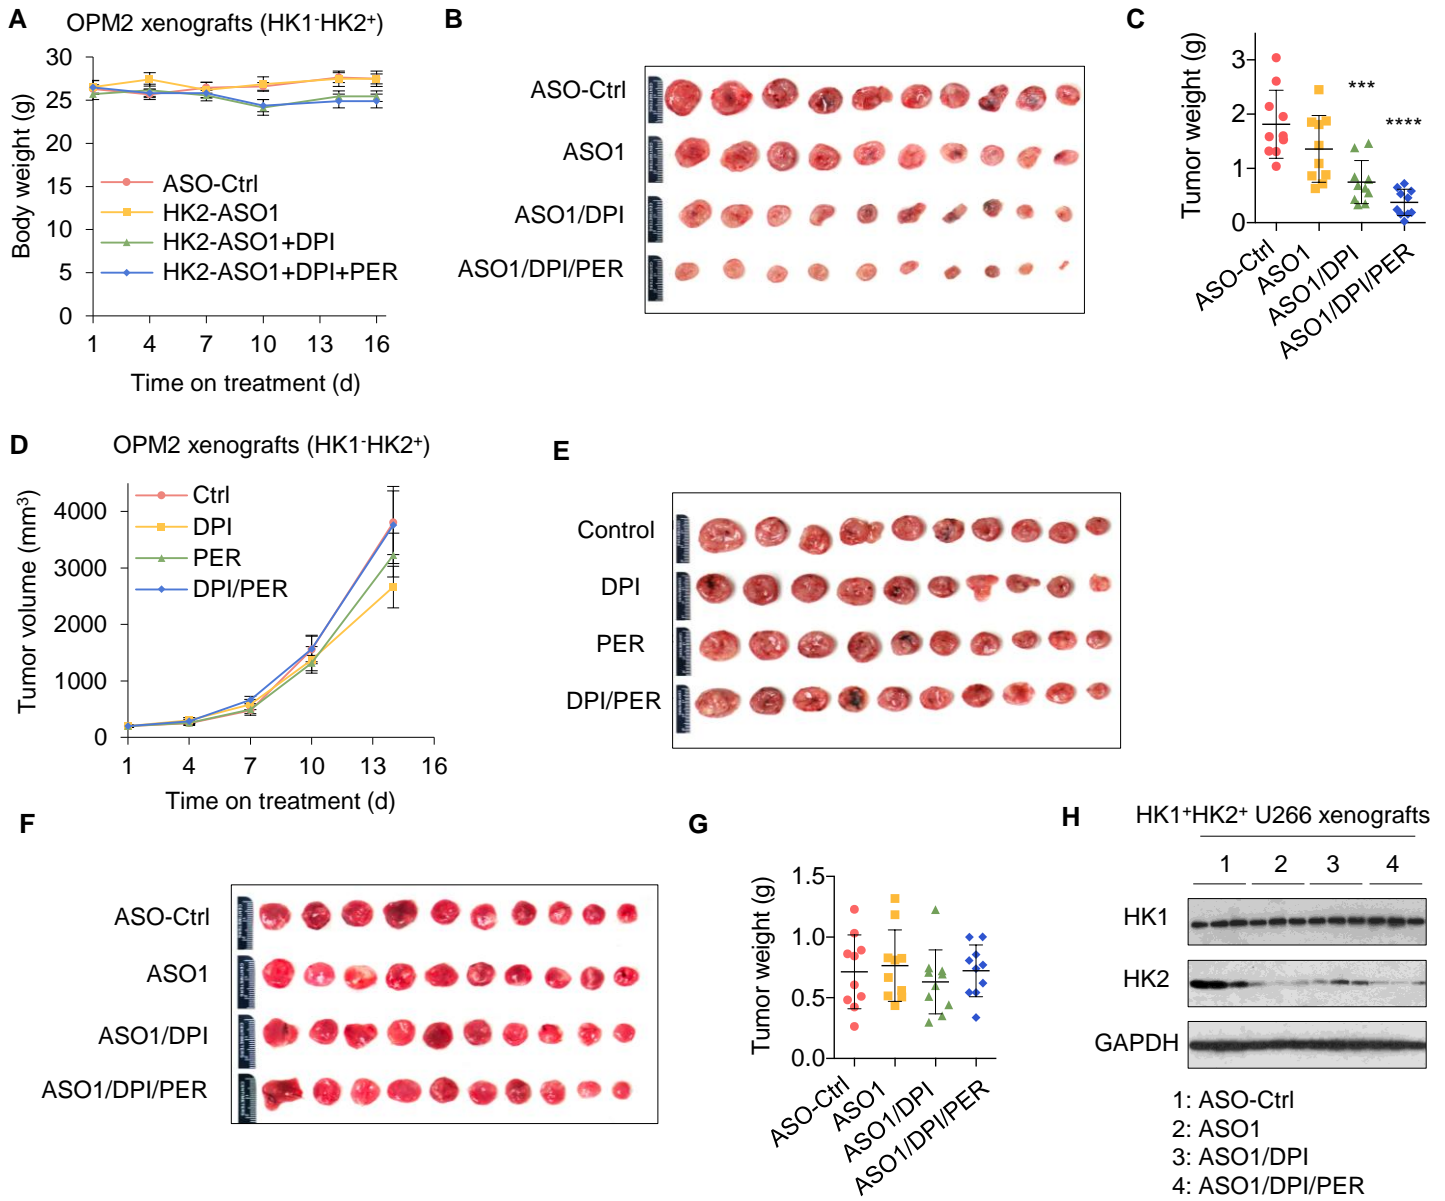 A
OPM2 xenografts (HK1-HK2+)
Body weight (g)
30
25
20
15
10
5
0
ASO-Ctrl
HK2-ASO1
HK2-ASO1+DPI
HK2-ASO1+DPI+PER
1 4 7 10 13 16
Time on treatment (d)
B
ASO-Ctrl
ASO1
ASO1/DPI
ASO1/DPI/PER
C
Tumor weight (g)
3
2
1
0
***
****
ASO-Ctrl
ASO1
ASO1/DPI
ASO1/DPI/PER
D
OPM2 xenografts (HK1-HK2+)
Tumor volume (mm3)
4000
3000
2000
1000
0
Ctrl
DPI
PER
DPI/PER
1 4 7 10 13 16
Time on treatment (d)
E
Control
DPI
PER
DPI/PER
F
ASO-Ctrl
ASO1
ASO1/DPI
ASO1/DPI/PER
G
Tumor weight (g)
1.5
1.0
0.5
0.0
ASO-Ctrl
ASO1
ASO1/DPI
ASO1/DPI/PER
H
HK1+HK2+ U266 xenografts
1 2 3 4
HK1
HK2
GAPDH
1: ASO-Ctrl
2: ASO1
3: ASO1/DPI
4: ASO1/DPI/PER